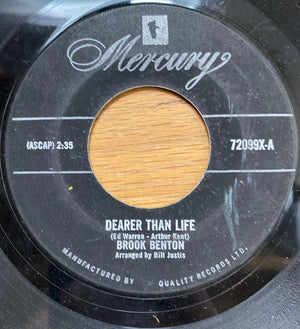 Mercury
(ASCAP) 2:35
72099X-A
DEARER THAN LIFE
(Ed Warren - Arthur Kent)
BROOK BENTON
Arranged by Bill Justis
MANUFACTURED BY QUALITY RECORDS LTD.